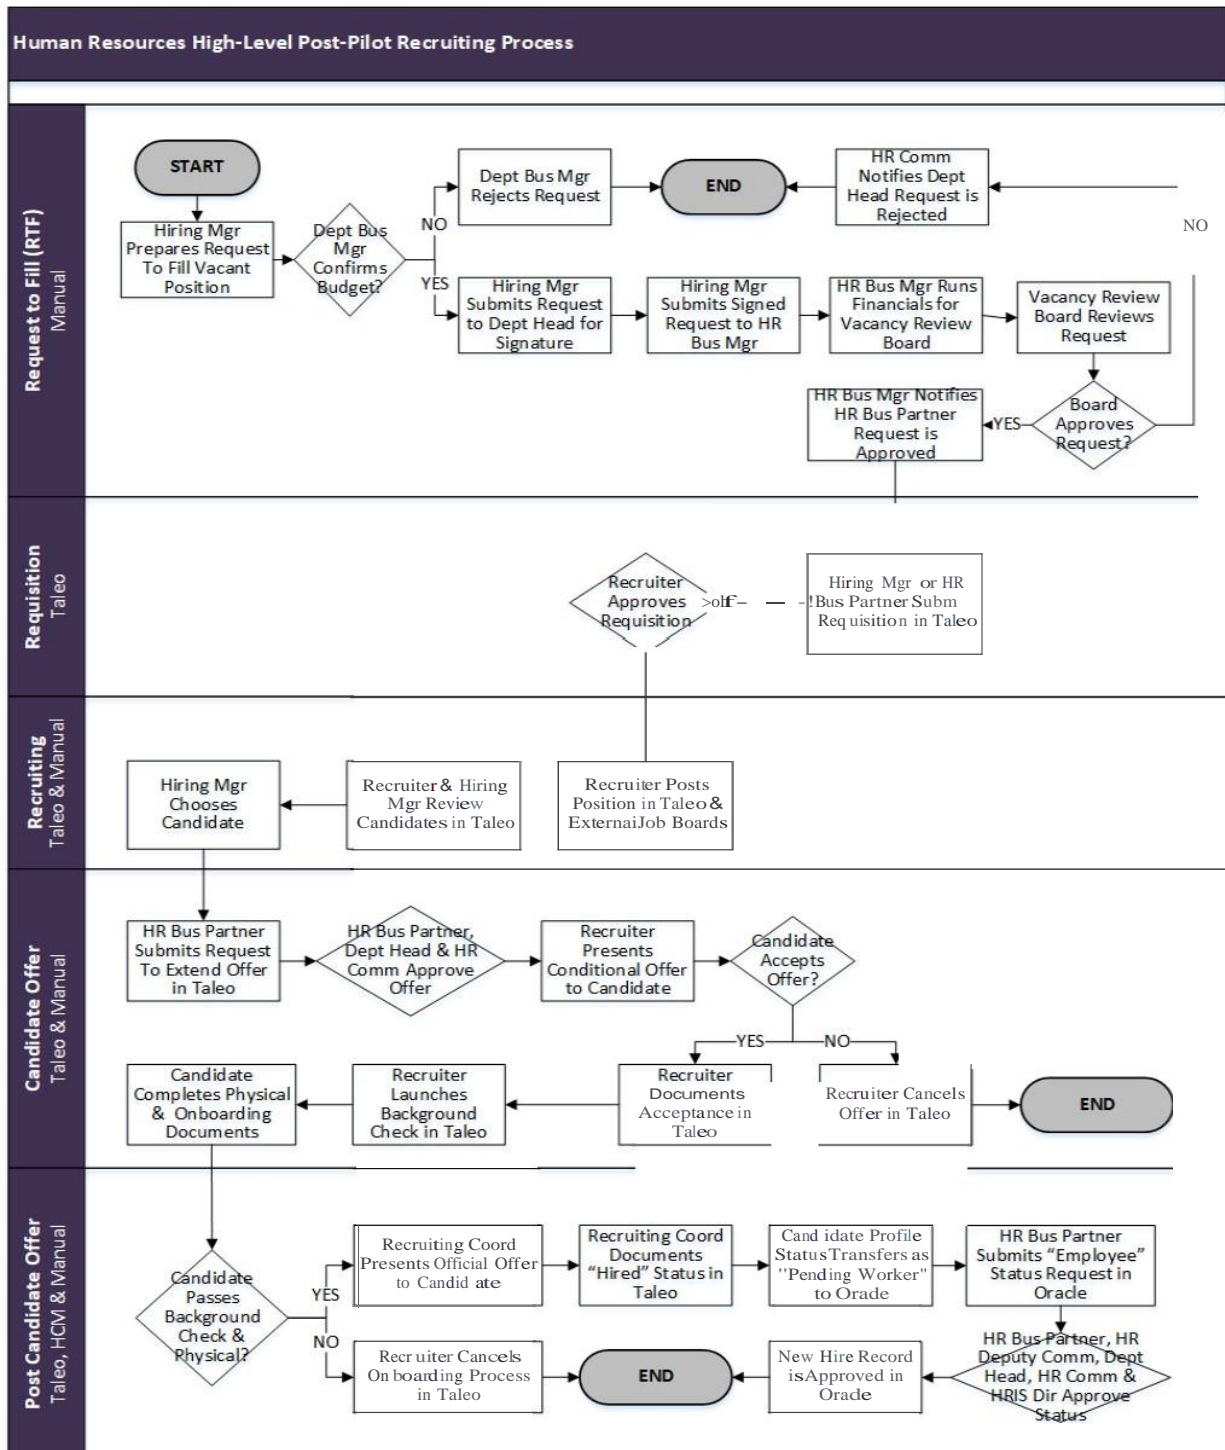 Human Resources High-Level Post-Pilot Recruiting Process
Request to Fill (RTF)
Manual
START
Hiring Mgr
Prepares Request
To Fill Vacant
Position
Dept Bus
Mgr
Confirms
Budget?
NO
YES
Dept Bus Mgr
Rejects Request
END
HR Comm
Notifies Dept
Head Request is
Rejected
NO
Hiring Mgr
Submits Request
to Dept Head for
Signature
Hiring Mgr
Submits Signed
Request to HR
Bus Mgr
HR Bus Mgr Runs
Financials for
Vacancy Review
Board
Vacancy Review
Board Reviews
Request
Board
Approves
Request?
YES
HR Bus Mgr Notifies
HR Bus Partner
Request is
Approved
Requisition
Taleo
Recruiter
Approves
Requisition
Hiring Mgr or HR
Bus Partner Subm
Requisition in Taleo
Recruiting
Taleo & Manual
Hiring Mgr
Chooses
Candidate
Recruiter & Hiring
Mgr Review
Candidates in Taleo
Recruiter Posts
Position in Taleo &
ExternaiJob Boards
Candidate Offer
Taleo & Manual
HR Bus Partner
Submits Request
To Extend Offer
in Taleo
HR Bus Partner,
Dept Head & HR
Comm Approve
Offer
Recruiter
Presents
Conditional Offer
to Candidate
Candidate
Accepts
Offer?
YES
NO
Candidate
Completes Physical
& Onboarding
Documents
Recruiter
Launches
Background
Check in Taleo
Recruiter
Documents
Acceptance in
Taleo
Recruiter Cancels
Offer in Taleo
END
Post Candidate Offer
Taleo, HCM & Manual
Candidate
Passes
Background
Check &
Physical?
YES
NO
Recruiting Coord
Presents Official Offer
to Candid ate
Recruiting Coord
Documents
“Hired” Status in
Taleo
Cand idate Profile
Status Transfers as
"Pending Worker"
to Orade
HR Bus Partner
Submits “Employee”
Status Request in
Oracle
Recruiter Cancels
On boarding Process
in Taleo
END
New Hire Record
is Approved in
Orade
HR Bus Partner, HR
Deputy Comm, Dept
Head, HR Comm &
HRIS Dir Approve
Status